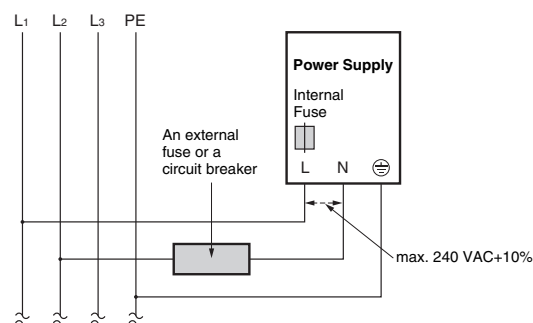 L1 L2 L3 PE
Power Supply
Internal
Fuse
An external
fuse or a
circuit breaker
L N
max. 240 VAC+10%